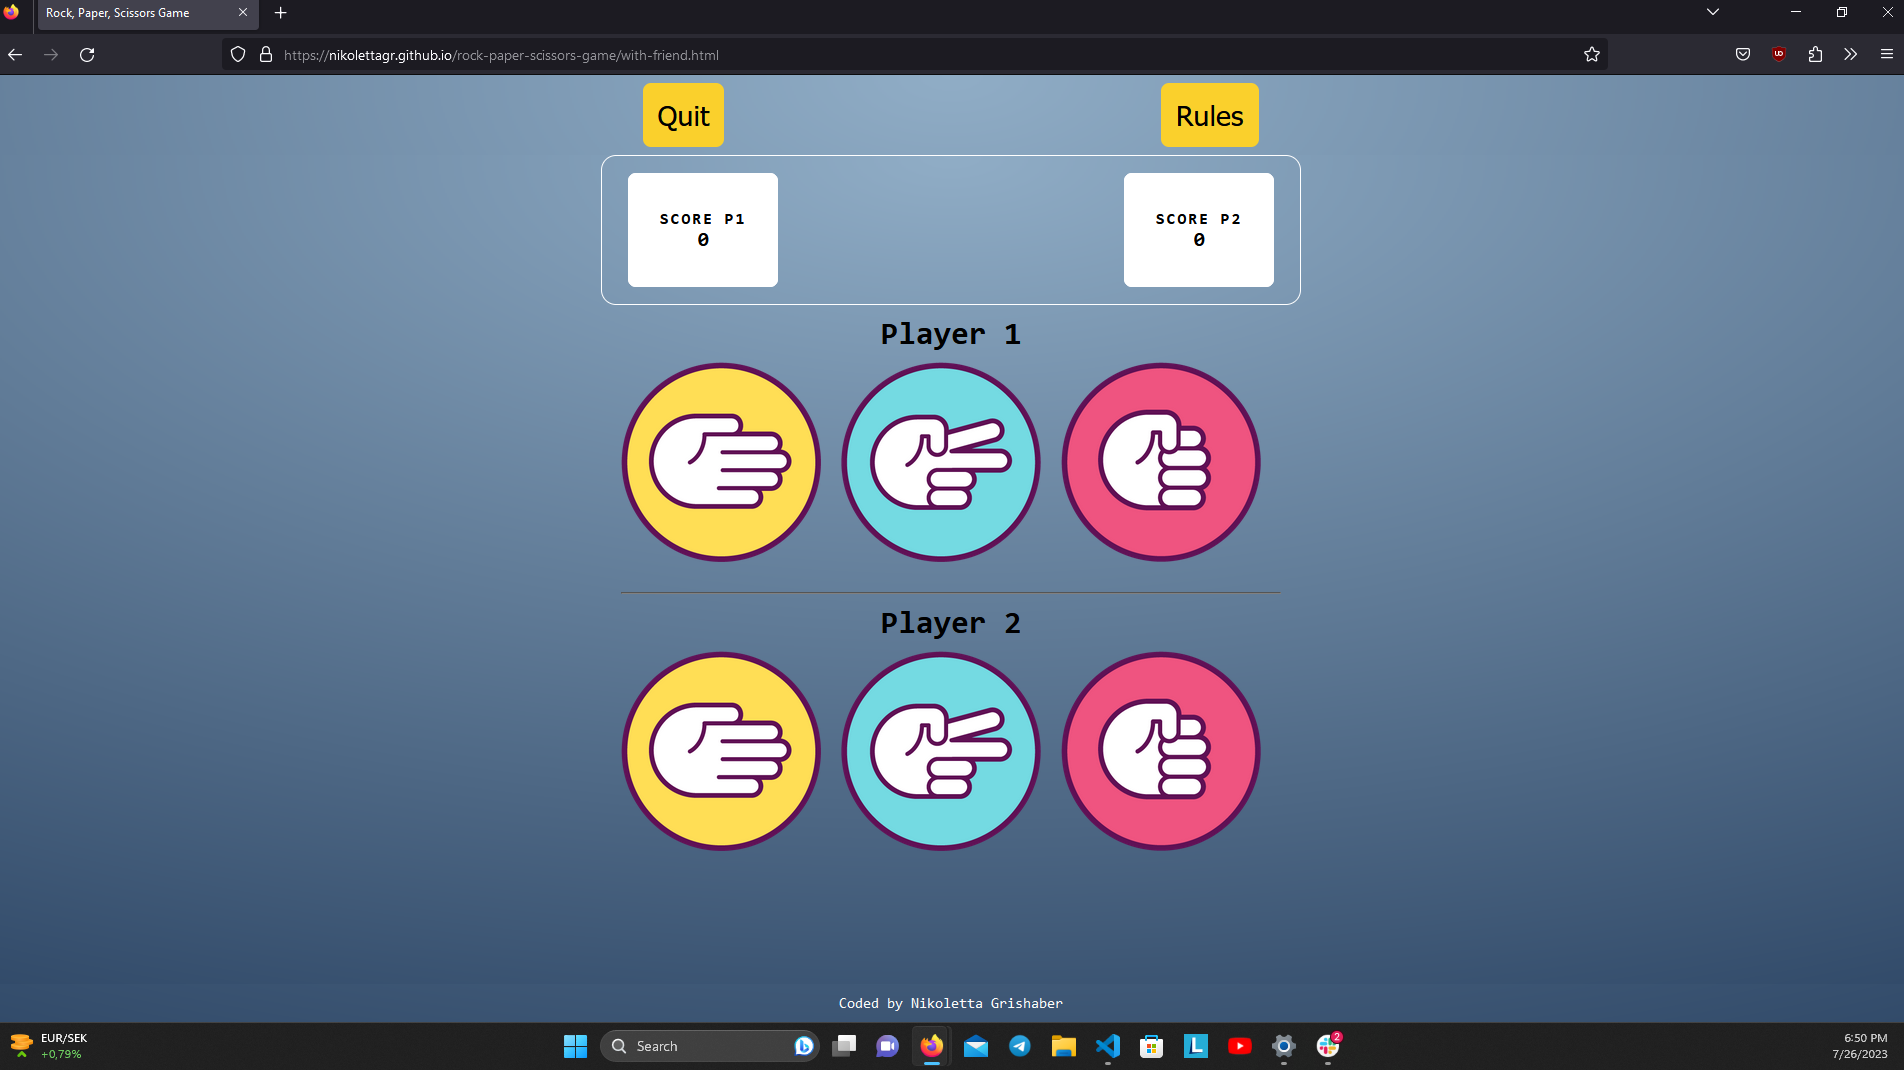 Rock, Paper, Scissors Game
https://nikolettagr.github.io/rock-paper-scissors-game/with-friend.html
Quit
Rules
SCORE P1
0
SCORE P2
0
Player 1
Player 2
Coded by Nikoletta Grishaber
EUR/SEK
+0,79%
Search
L
2
6:50 PM
7/26/2023